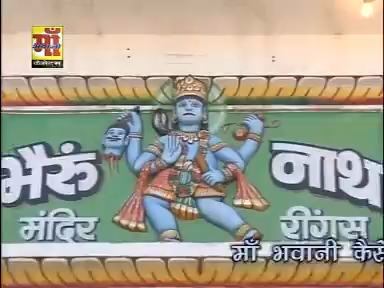 माँ
भैरुं नाथ
मंदिर रींगस
माँ भवानी कैसे